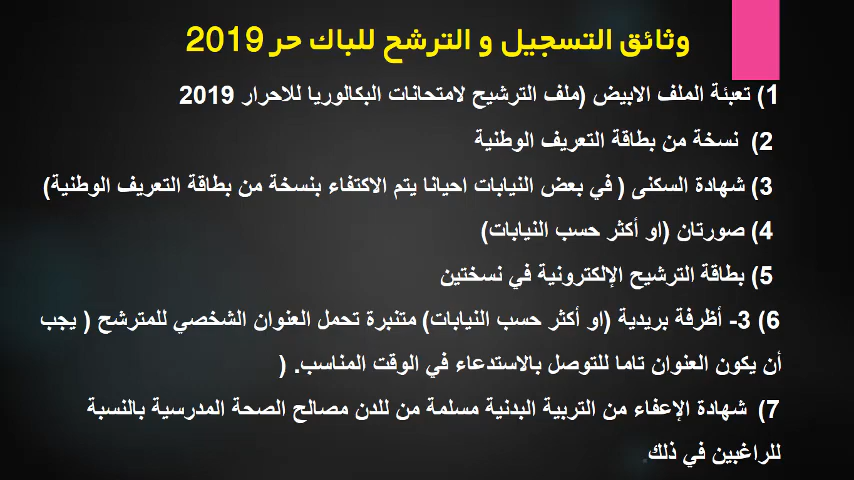 وثائق التسجيل و الترشح للباك حر 2019
1) تعبئة الملف الابيض (ملف الترشيح لامتحانات البكالوريا للاحرار 2019
2) نسخة من بطاقة التعريف الوطنية
3) شهادة السكنى ( في بعض النيابات احيانا يتم الاكتفاء بنسخة من بطاقة التعريف الوطنية)
4) صورتان (او أكثر حسب النيابات)
5) بطاقة الترشيح الإلكترونية في نسختين
6) 3- أظرفة بريدية (او أكثر حسب النيابات) متنبرة تحمل العنوان الشخصي للمترشح ( يجب
أن يكون العنوان تاما للتوصل بالاستدعاء في الوقت المناسب. (
7) شهادة الإعفاء من التربية البدنية مسلمة من للدن مصالح الصحة المدرسية بالنسبة
للراغبين في ذلك.